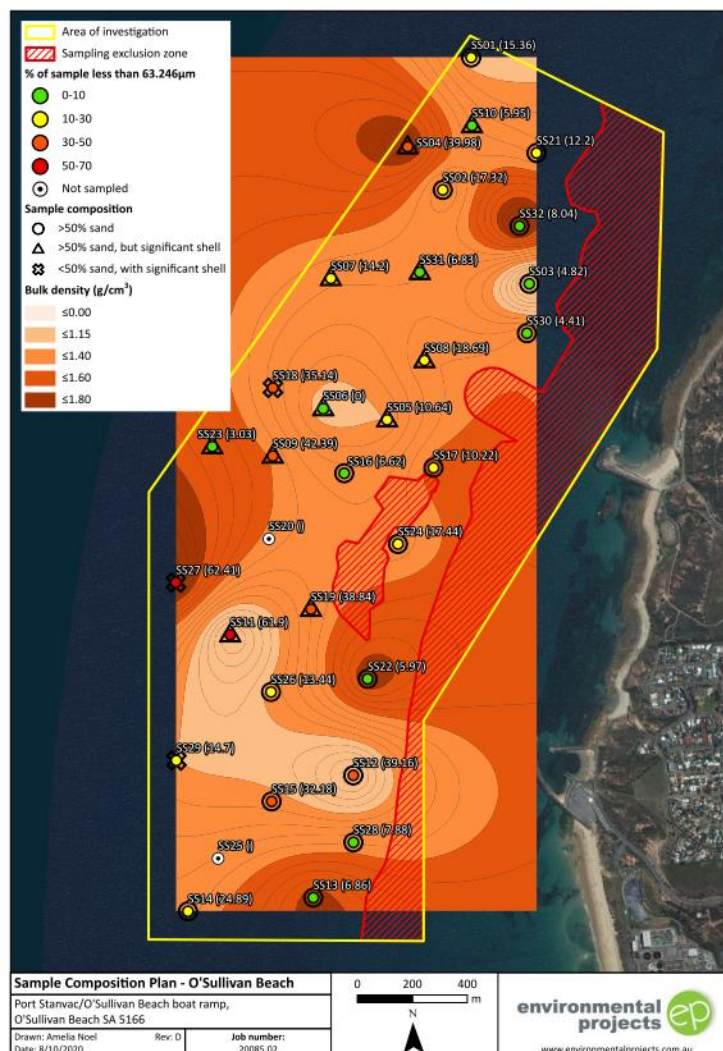 Area of investigation
Sampling exclusion zone
% of sample less than 63.246µm
0-10
10-30
30-50
50-70
Not sampled
Sample composition
>50% sand
>50% sand, but significant shell
<50% sand, with significant shell
Bulk density (g/cm³)
≤0.00
≤1.15
≤1.40
≤1.60
≤1.80
SS01 (15.36)
SS10 (5.95)
SS04 (39.98)
SS21 (12.2)
SS02 (17.32)
SS32 (8.04)
SS07 (14.2)
SS31 (6.83)
SS03 (4.82)
SS30 (4.41)
SS08 (18.69)
SS18 (35.14)
SS06 (0)
SS05 (10.64)
SS23 (3.03)
SS09 (42.39)
SS16 (6.62)
SS17 (10.22)
SS20 ()
SS24 (17.44)
SS27 (62.41)
SS19 (38.84)
SS11 (61.9)
SS22 (5.97)
SS26 (13.44)
SS29 (14.7)
SS12 (39.16)
SS15 (32.18)
SS28 (7.88)
SS25 ()
SS13 (6.86)
SS14 (24.89)
Sample Composition Plan - O'Sullivan Beach
Port Stanvac/O'Sullivan Beach boat ramp,
O'Sullivan Beach SA 5166
Drawn: Amelia Noel Rev: D
Date: 8/10/2020
Job number:
20085.02
0 200 400
m
N
environmental
projects
ep
www.environmentalprojects.com.au